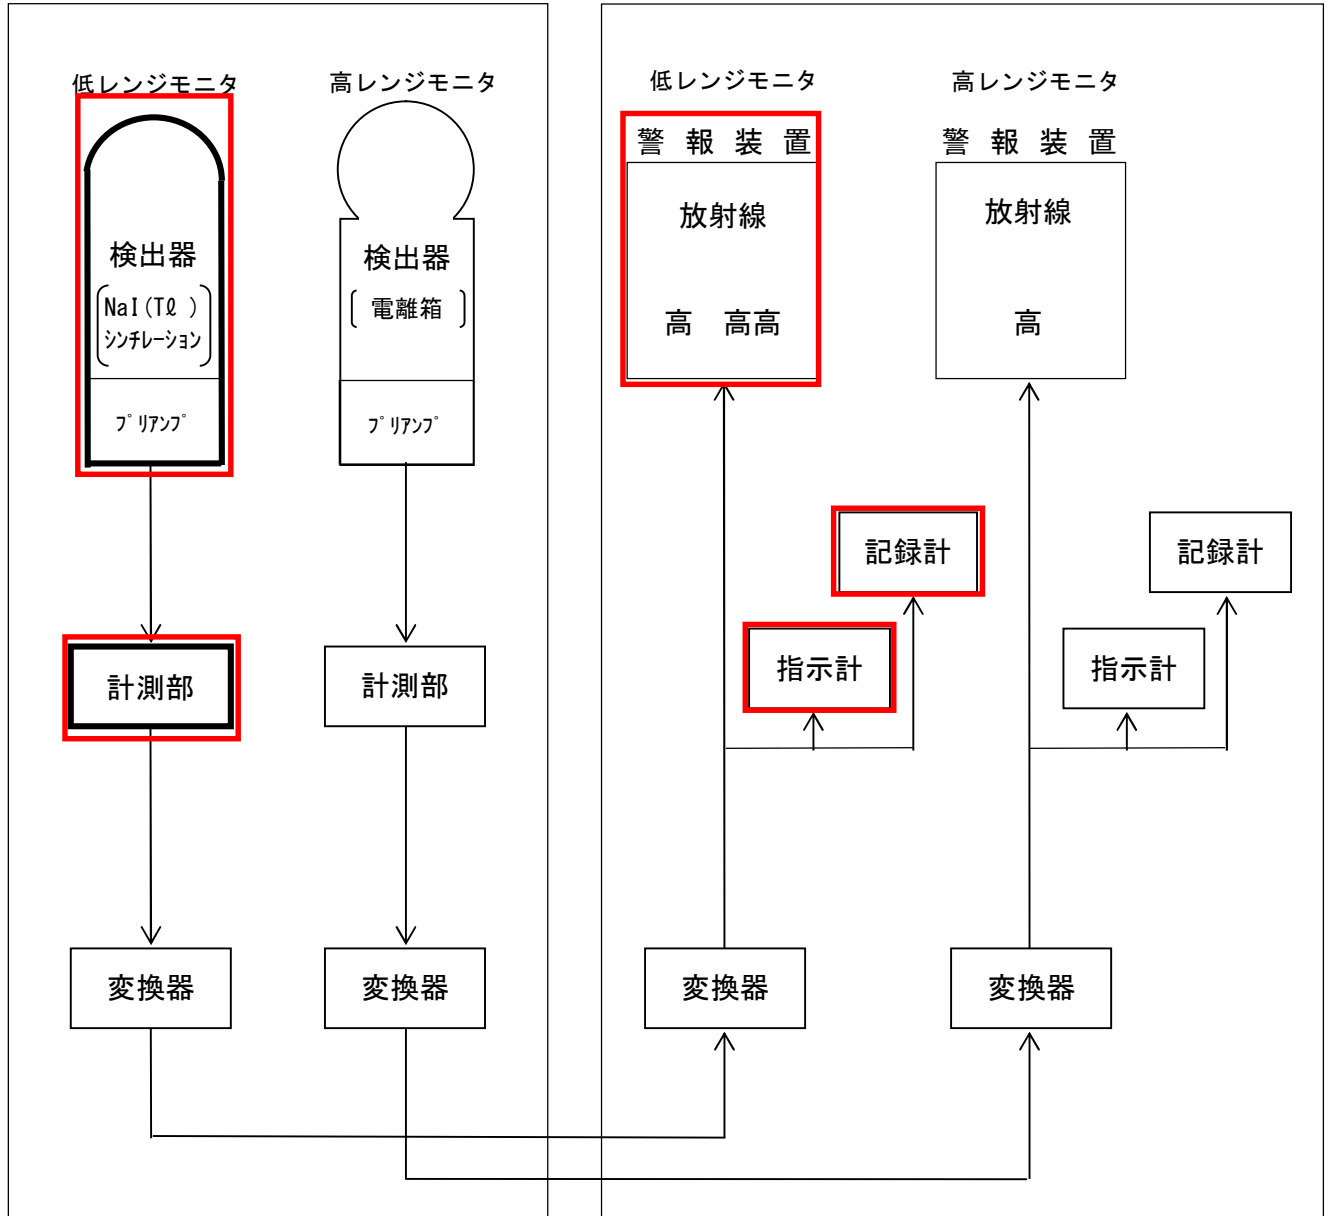 低レンジモニタ
高レンジモニタ
検出器
NaI(Tℓ )
シンチレーション
プリアンプ
検出器
電離箱
プリアンプ
計測部
計測部
変換器
変換器
低レンジモニタ
高レンジモニタ
警 報 装 置
放射線
高 高高
警 報 装 置
放射線
高
記録計
指示計
記録計
指示計
変換器
変換器